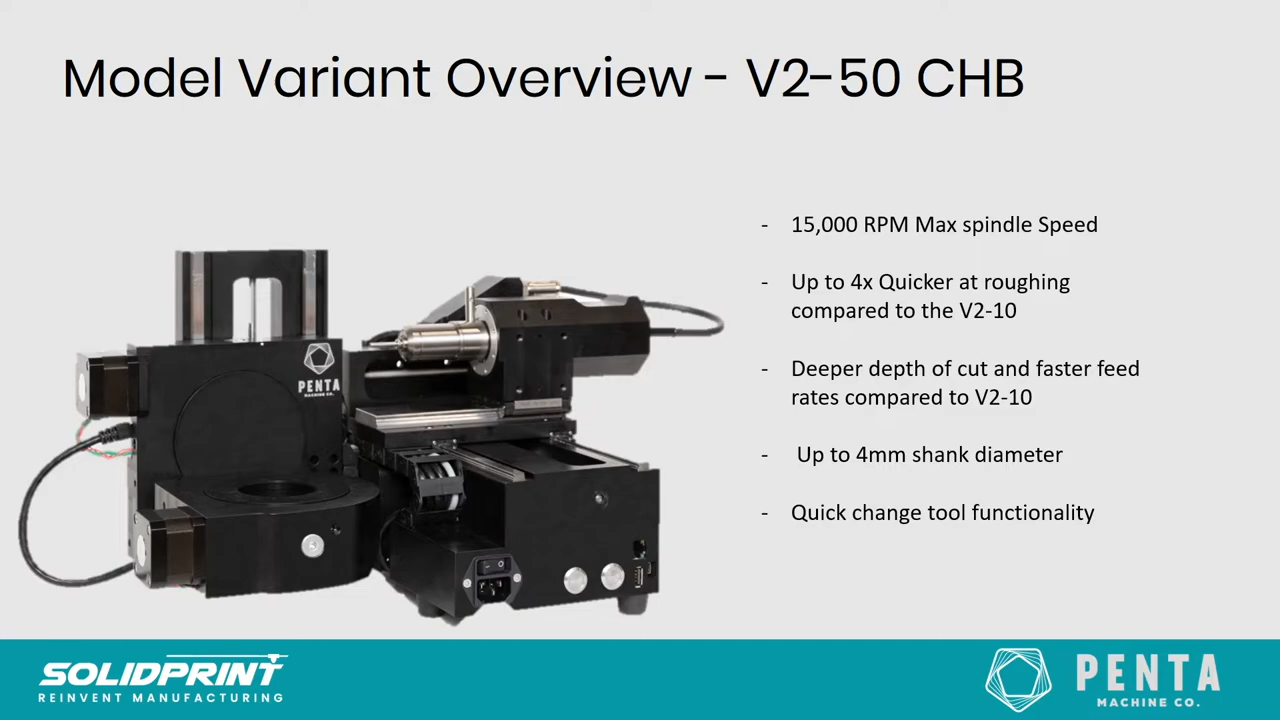 Model Variant Overview - V2-50 CHB
- 15,000 RPM Max spindle Speed
- Up to 4x Quicker at roughing
compared to the V2-10
- Deeper depth of cut and faster feed
rates compared to V2-10
- Up to 4mm shank diameter
- Quick change tool functionality
PENTA
MACHINE CO.
SOLIDPRINT
REINVENT MANUFACTURING
PENTA
MACHINE CO.